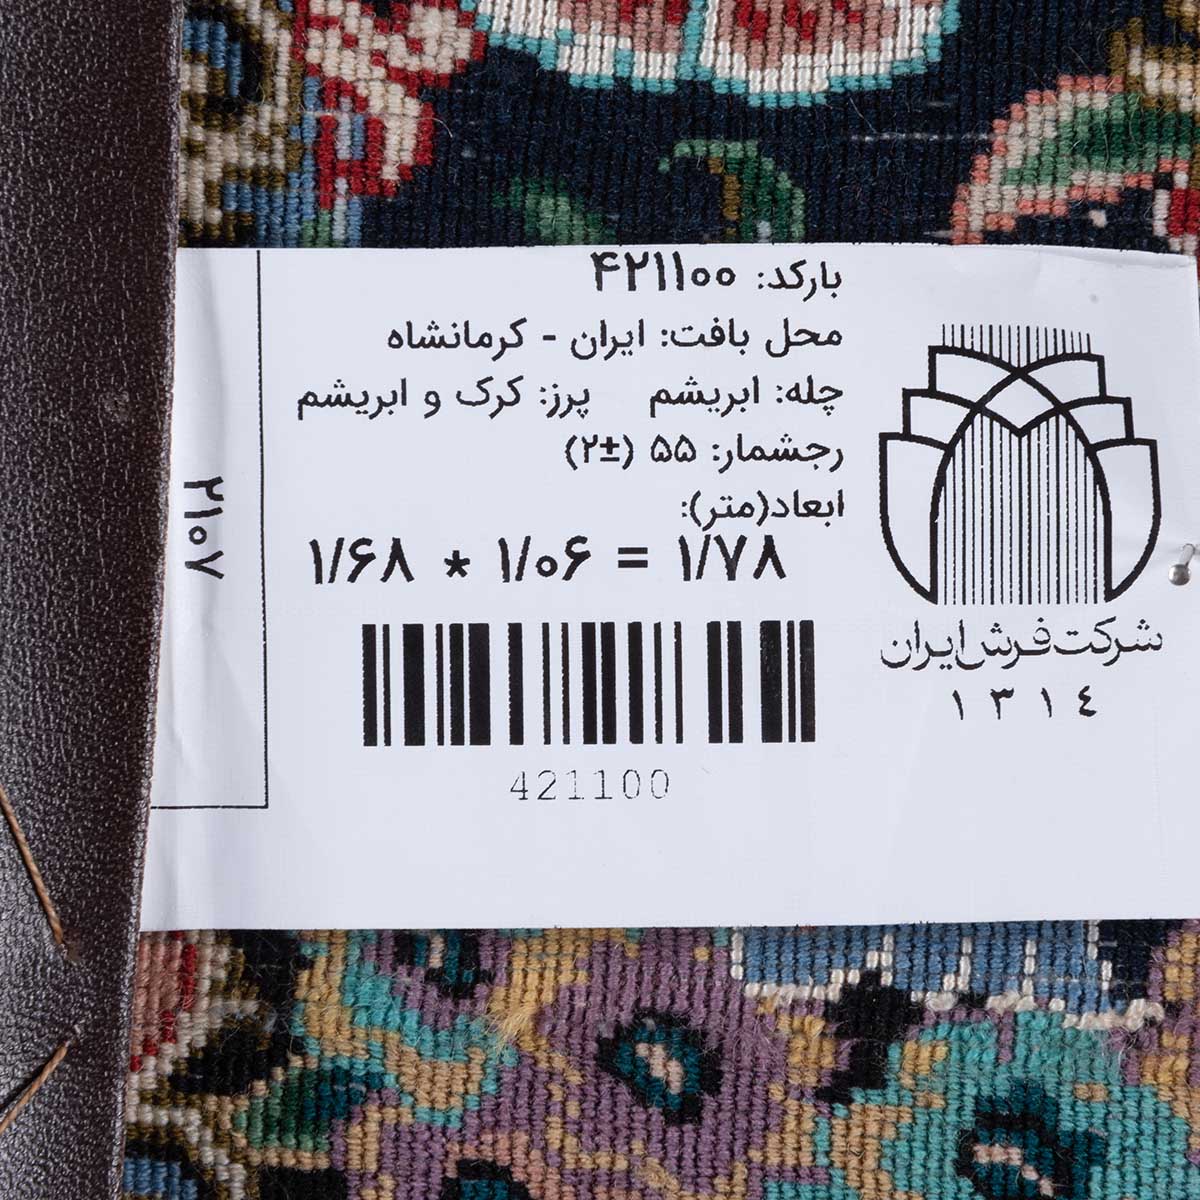 بارکد: ۴۲۱۱۰۰
محل بافت: ایران - کرمانشاه
چله: ابریشم پرز: کرک و ابریشم
رجشمار: ۵۵ (±۲)
ابعاد(متر):
۱/۶۸ * ۱/۰۶ = ۱/۷۸
421100
شرکت فرش ایران
١٣١٤
۲۱۰۷